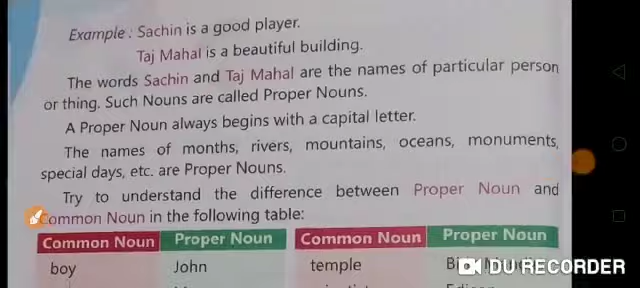 Example : Sachin is a good player.
Taj Mahal is a beautiful building.
The words Sachin and Taj Mahal are the names of particular person
or thing. Such Nouns are called Proper Nouns.
A Proper Noun always begins with a capital letter.
The names of months, rivers, mountains, oceans, monuments,
special days, etc. are Proper Nouns.
Try to understand the difference between Proper Noun and
Common Noun in the following table:
Common Noun Proper Noun Common Noun Proper Noun
boy John temple
DU RECORDER